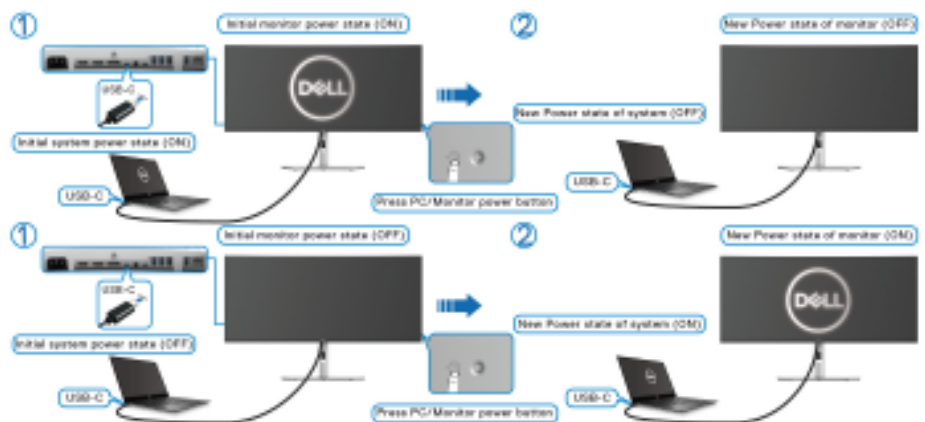 ①
Initial monitor power state (ON)
②
New Power state of monitor (OFF)
USB-C
DELL
New Power state of system (OFF)
Initial system power state (ON)
USB-C
USB-C
Press PC/Monitor power button
①
Initial monitor power state (OFF)
②
New Power state of monitor (ON)
USB-C
DELL
New Power state of system (ON)
Initial system power state (OFF)
USB-C
USB-C
Press PC/Monitor power button